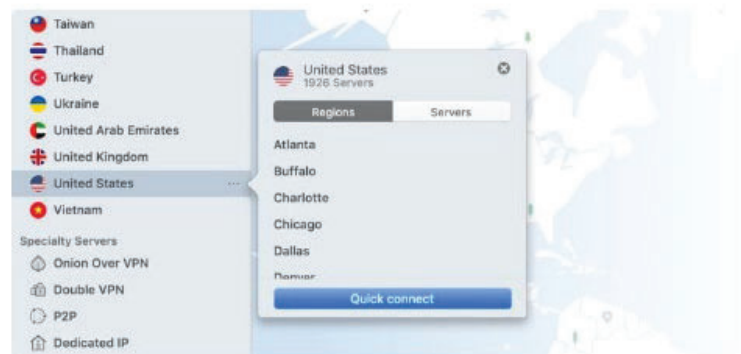 Taiwan
Thailand
Turkey
Ukraine
United Arab Emirates
United Kingdom
United States ...
Vietnam
Specialty Servers
Onion Over VPN
Double VPN
P2P
Dedicated IP
United States
1926 Servers
Regions Servers
Atlanta
Buffalo
Charlotte
Chicago
Dallas
Denver
Quick connect